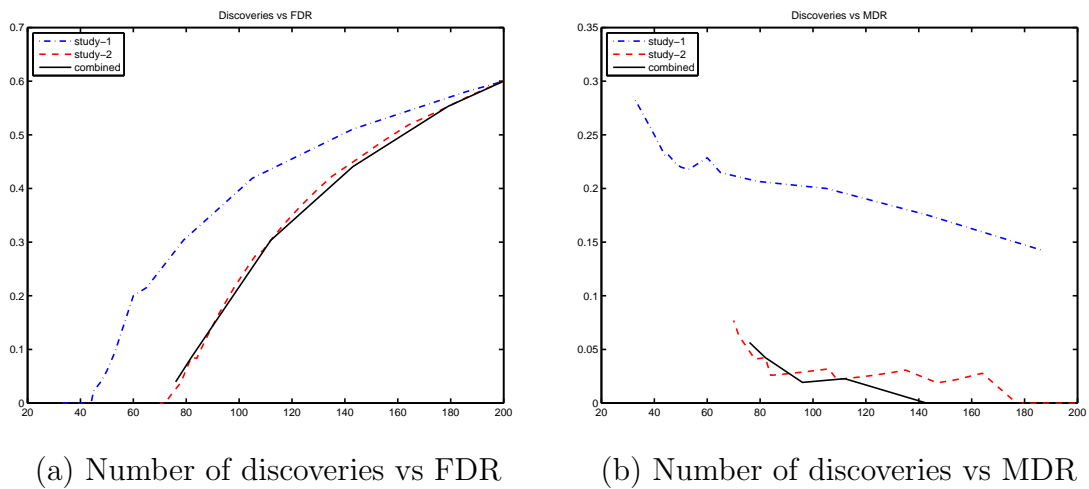 Discoveries vs FDR
0.7
0.6
0.5
0.4
0.3
0.2
0.1
0
20 40 60 80 100 120 140 160 180 200
study-1
study-2
combined
(a) Number of discoveries vs FDR
Discoveries vs MDR
0.35
0.3
0.25
0.2
0.15
0.1
0.05
0
20 40 60 80 100 120 140 160 180 200
study-1
study-2
combined
(b) Number of discoveries vs MDR